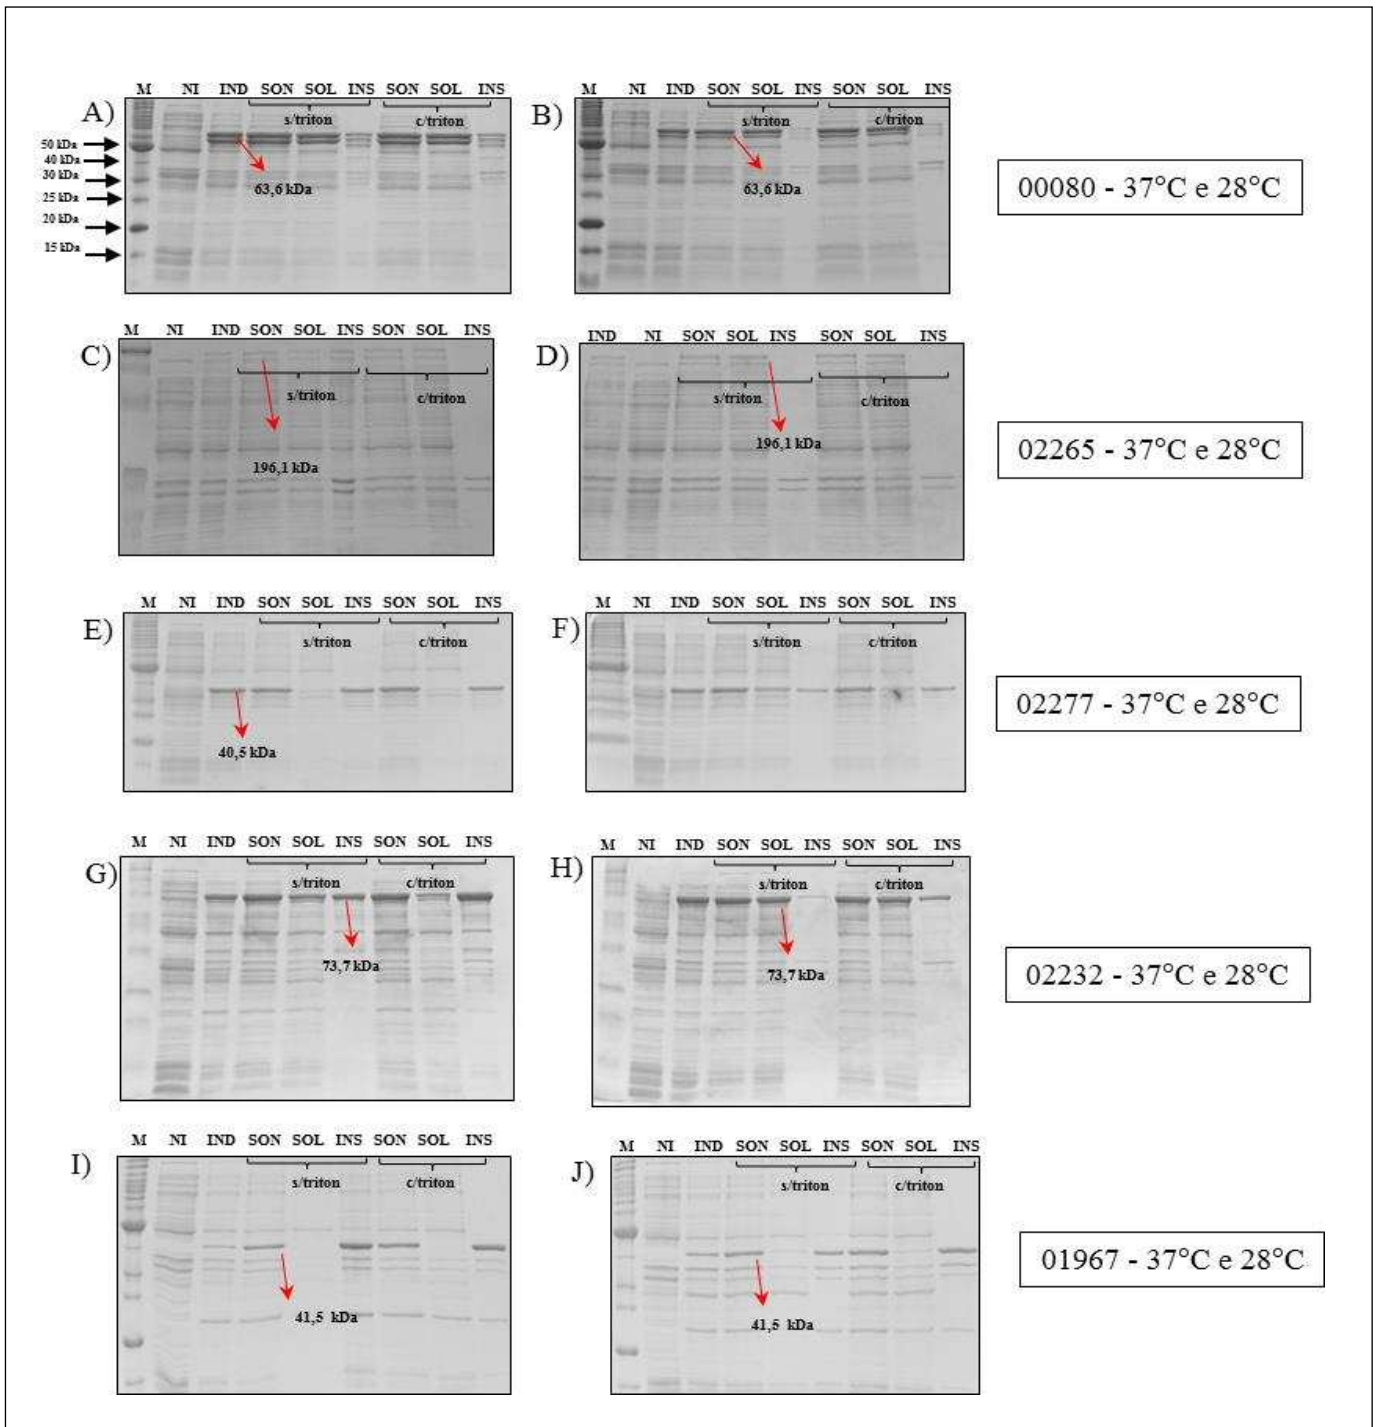 M NI IND SON SOL INS SON SOL INS
A)
s/triton c/triton
50 kDa
40 kDa
30 kDa
25 kDa
20 kDa
15 kDa
63,6 kDa
M NI IND SON SOL INS SON SOL INS
B)
s/triton c/triton
63,6 kDa
00080 - 37°C e 28°C
M NI IND SON SOL INS SON SOL INS
C)
s/triton c/triton
196,1 kDa
IND NI SON SOL INS SON SOL INS
D)
s/triton c/triton
196,1 kDa
02265 - 37°C e 28°C
M NI IND SON SOL INS SON SOL INS
E)
s/triton c/triton
40,5 kDa
M NI IND SON SOL INS SON SOL INS
F)
s/triton c/triton
02277 - 37°C e 28°C
M NI IND SON SOL INS SON SOL INS
G)
s/triton c/triton
73,7 kDa
M NI IND SON SOL INS SON SOL INS
H)
s/triton c/triton
73,7 kDa
02232 - 37°C e 28°C
M NI IND SON SOL INS SON SOL INS
I)
s/triton c/triton
41,5 kDa
M NI IND SON SOL INS SON SOL INS
J)
s/triton c/triton
41,5 kDa
01967 - 37°C e 28°C